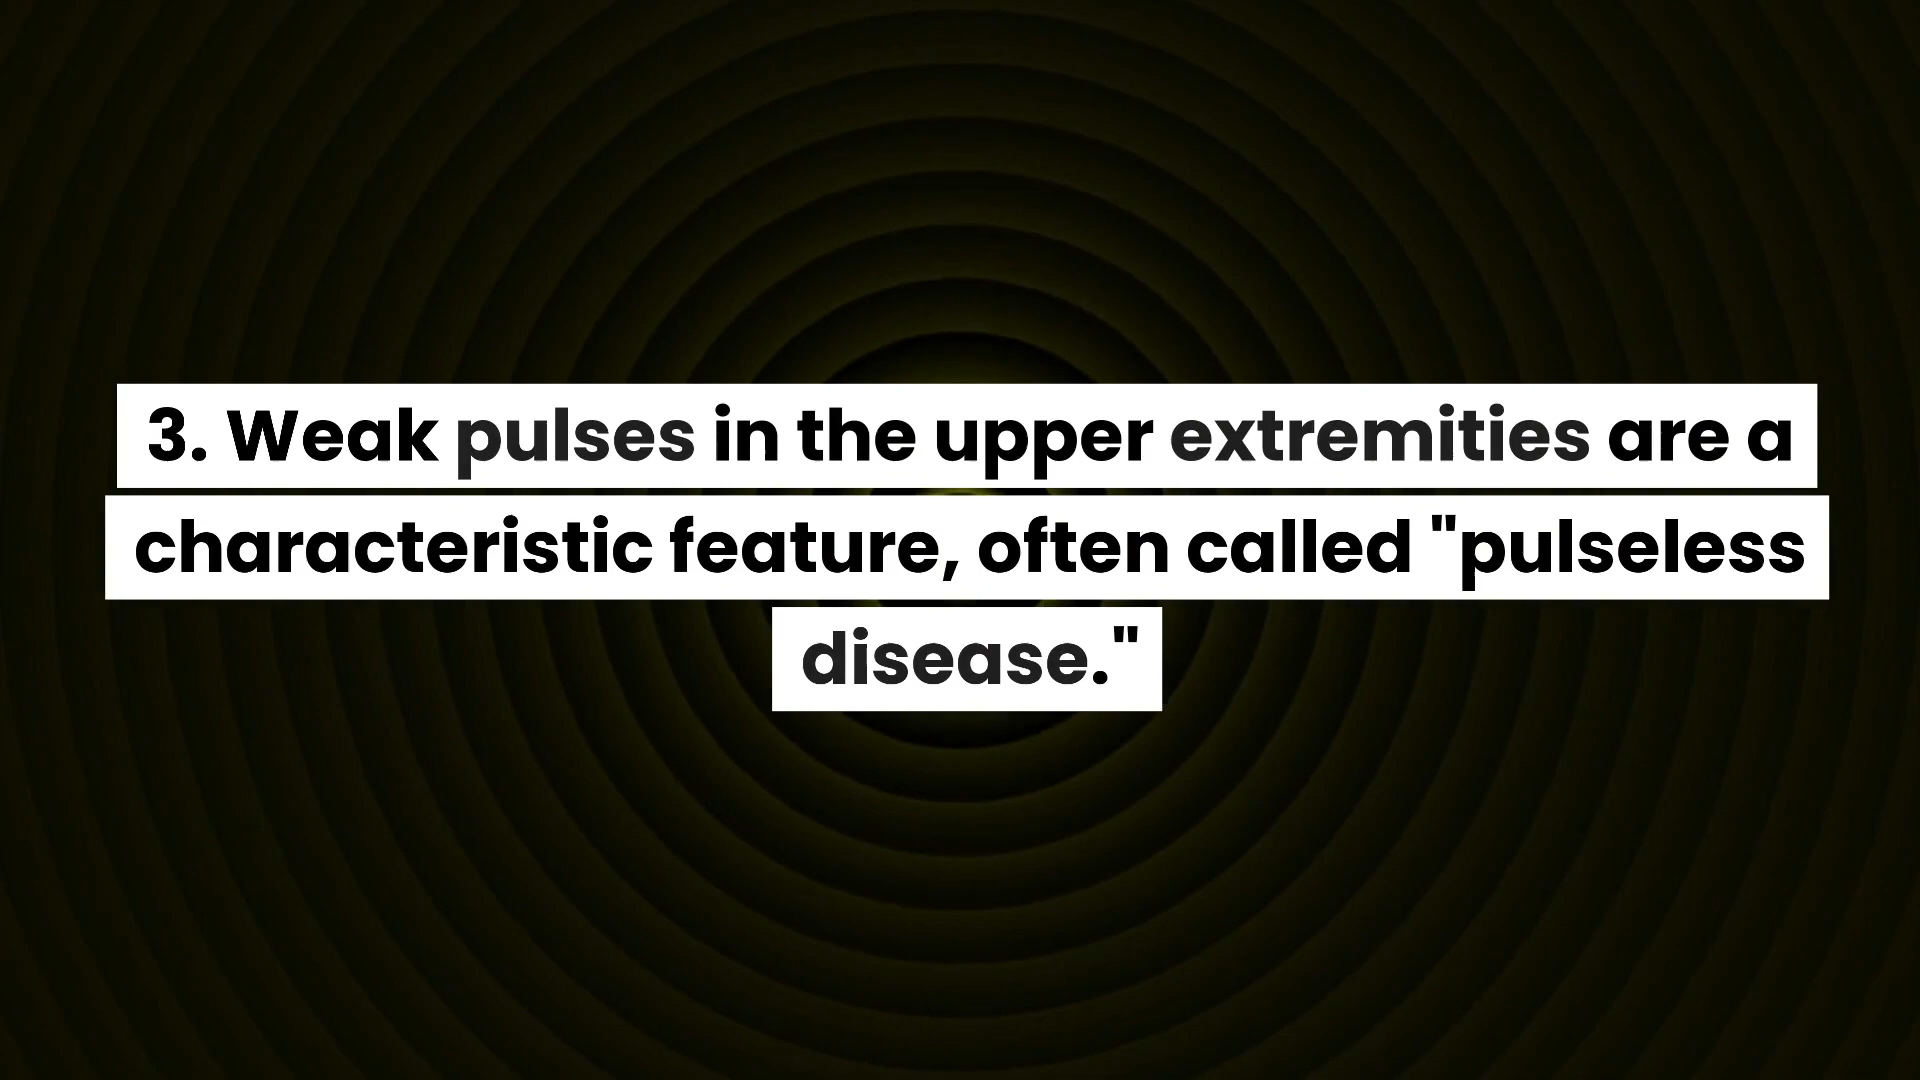 3. Weak pulses in the upper extremities are a
characteristic feature, often called "pulseless
disease."